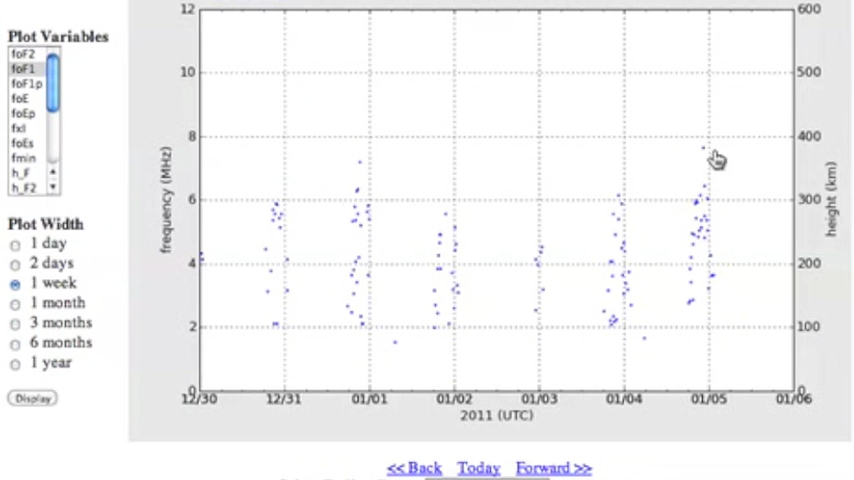 Plot Variables
foF2
foF1
foF1p
foE
foEp
fxI
foEs
fmin
h_F
h_F2
Plot Width
1 day
2 days
1 week
1 month
3 months
6 months
1 year
Display
frequency (MHz)
12
10
8
6
4
2
0
600
500
400
300
200
100
0
height (km)
12/30 12/31 01/01 01/02 01/03 01/04 01/05 01/06
2011 (UTC)
<< Back Today Forward >>